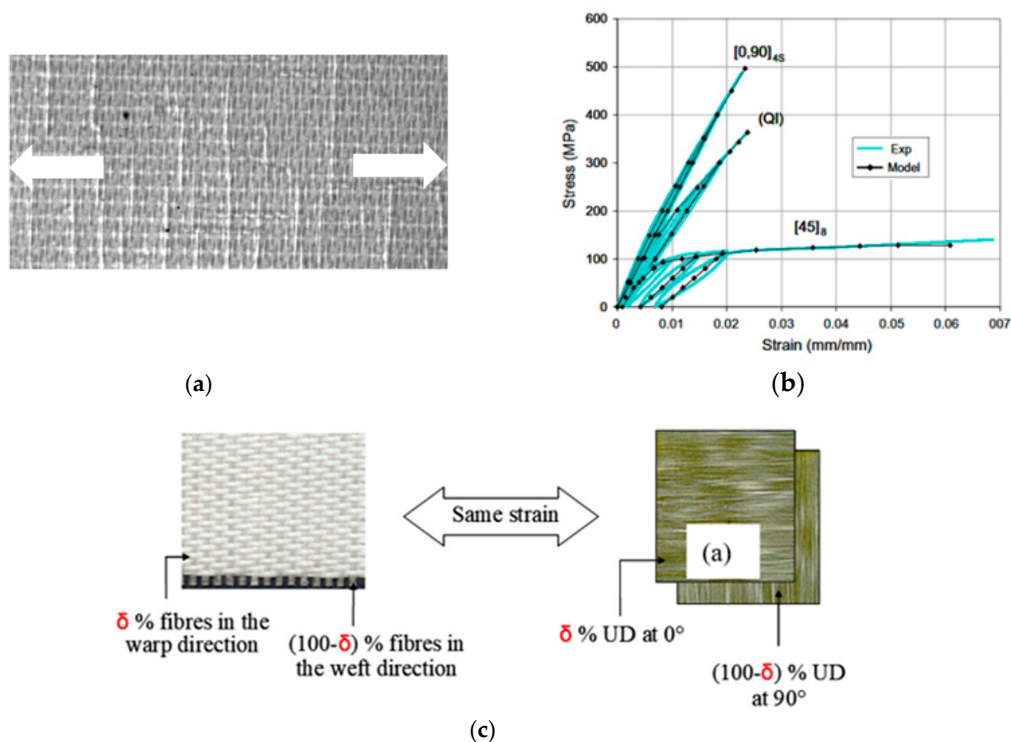 (b)
600
500
400
300
200
100
0
Stress (MPa)
[0,90]4S
(QI)
[45]8
Exp
Model
0
0.01
0.02
0.03
0.04
0.05
0.06
007
Strain (mm/mm)
(a)
(b)
Same strain
(a)
δ % fibres in the
warp direction
(100-δ) % fibres in
the weft direction
δ % UD at 0°
(100-δ) % UD
at 90°
(c)